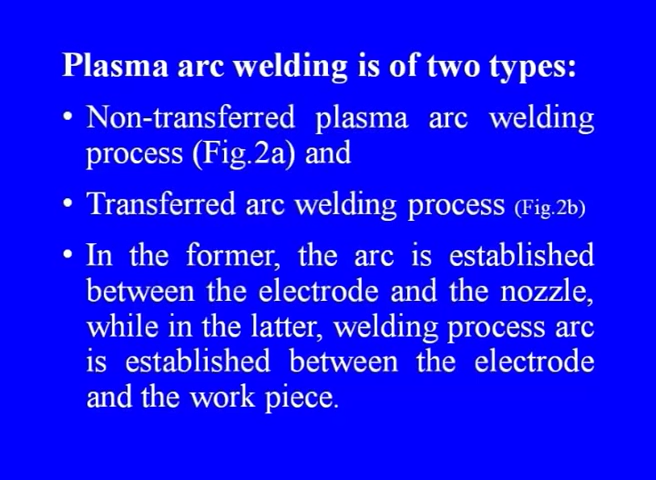 Plasma arc welding is of two types:
• Non-transferred plasma arc welding
process (Fig.2a) and
• Transferred arc welding process (Fig.2b)
• In the former, the arc is established
between the electrode and the nozzle,
while in the latter, welding process arc
is established between the electrode
and the work piece.